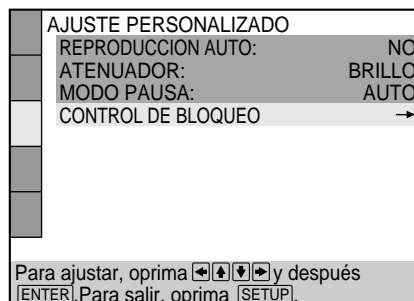 AJUSTE PERSONALIZADO
REPRODUCCION AUTO: NO
ATENUADOR: BRILLO
MODO PAUSA: AUTO
CONTROL DE BLOQUEO →
Para ajustar, oprima ←↑↓→ y después
ENTER. Para salir, oprima SETUP.